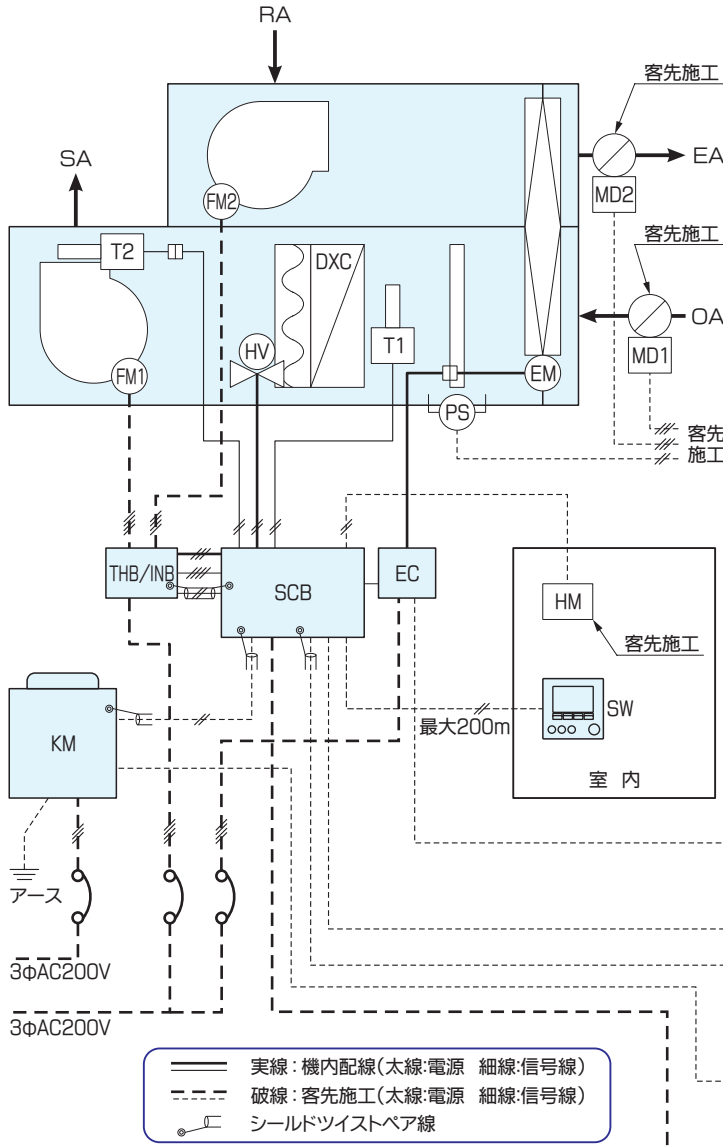 RA
客先施工
SA
EA
FM2
MD2
客先施工
T2
DXC
OA
HV
T1
FM1
EM
MD1
PS
客先
施工
THB/INB
SCB
EC
HM
客先施工
KM
SW
最大200m
室 内
アース
3φAC200V
3φAC200V
実線:機内配線(太線:電源 細線:信号線)
破線:客先施工(太線:電源 細線:信号線)
シールドツイストペア線